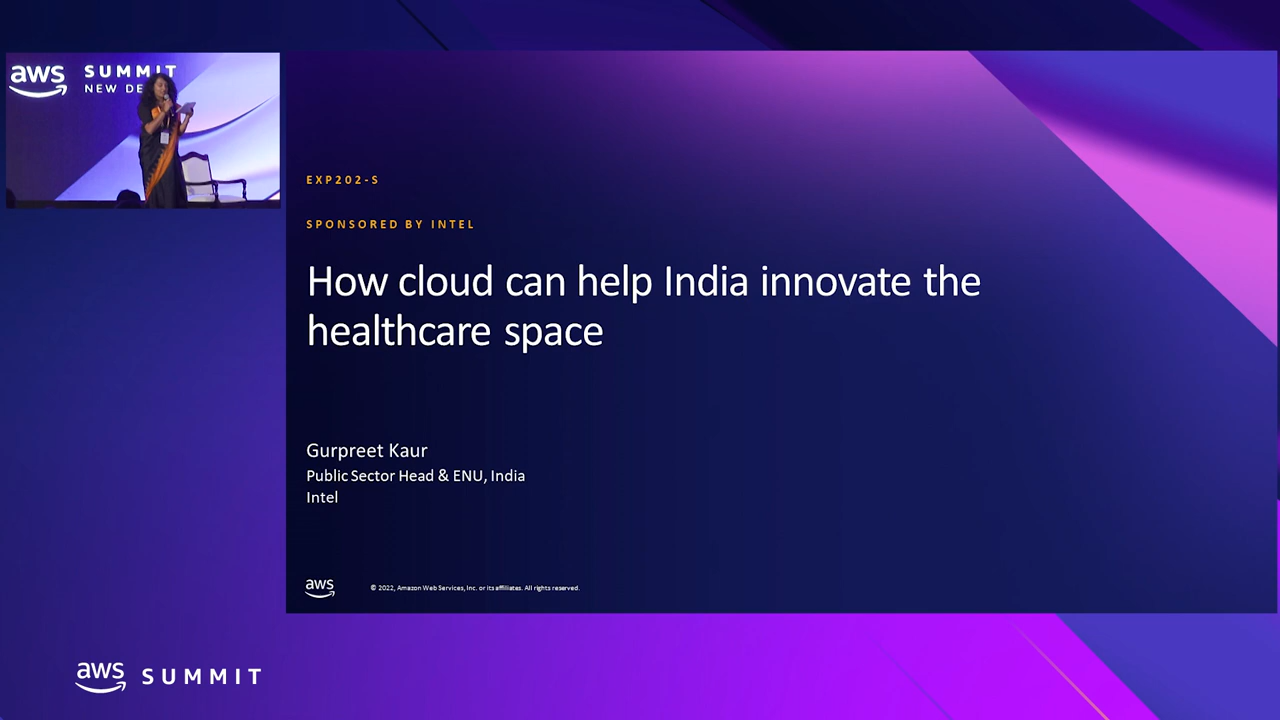 aws SUMMIT
NEW DE
EXP202-S
SPONSORED BY INTEL
How cloud can help India innovate the
healthcare space
Gurpreet Kaur
Public Sector Head & ENU, India
Intel
aws
© 2022, Amazon Web Services, Inc. or its affiliates. All rights reserved.
aws SUMMIT